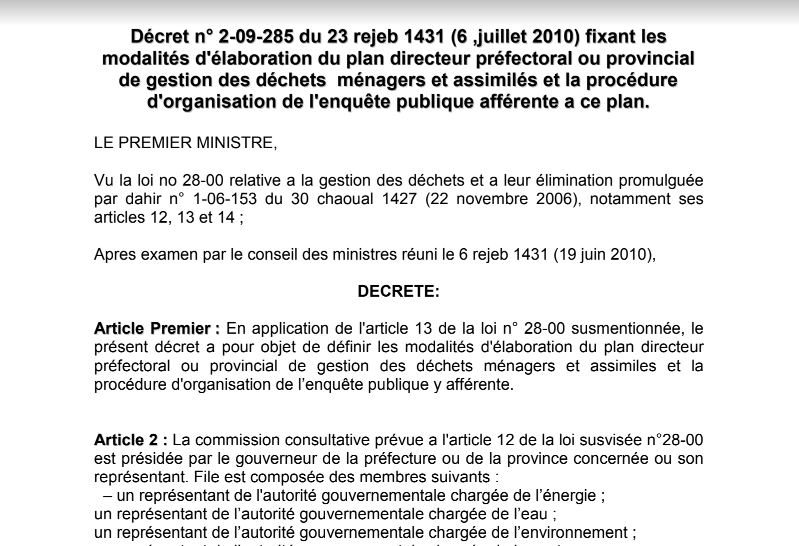 Décret n° 2-09-285 du 23 rejeb 1431 (6 ,juillet 2010) fixant les
modalités d'élaboration du plan directeur préfectoral ou provincial
de gestion des déchets ménagers et assimilés et la procédure
d'organisation de l'enquête publique afférente a ce plan.
LE PREMIER MINISTRE,
Vu la loi no 28-00 relative a la gestion des déchets et a leur élimination promulguée
par dahir n° 1-06-153 du 30 chaoual 1427 (22 novembre 2006), notamment ses
articles 12, 13 et 14 ;
Apres examen par le conseil des ministres réuni le 6 rejeb 1431 (19 juin 2010),
DECRETE:
Article Premier : En application de l'article 13 de la loi n° 28-00 susmentionnée, le
présent décret a pour objet de définir les modalités d'élaboration du plan directeur
préfectoral ou provincial de gestion des déchets ménagers et assimiles et la
procédure d'organisation de l’enquête publique y afférente.
Article 2 : La commission consultative prévue a l'article 12 de la loi susvisée n°28-00
est présidée par le gouverneur de la préfecture ou de la province concernée ou son
représentant. File est composée des membres suivants :
– un représentant de l'autorité gouvernementale chargée de l’énergie ;
un représentant de l’autorité gouvernementale chargée de l’eau ;
un représentant de l’autorité gouvernementale chargée de l’environnement ;